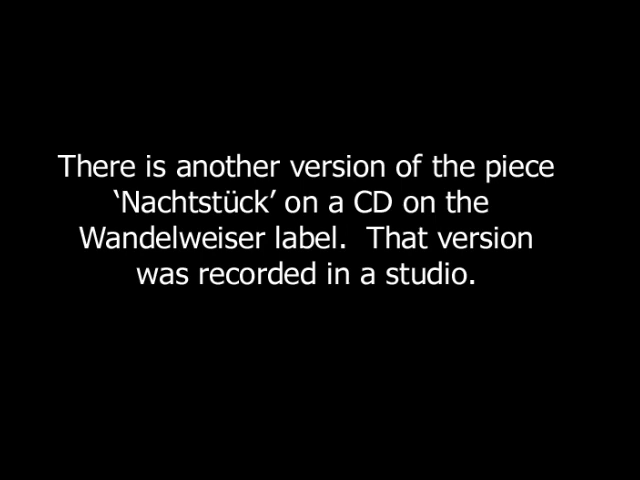 There is another version of the piece
‘Nachtstück’ on a CD on the
Wandelweiser label.  That version
was recorded in a studio.